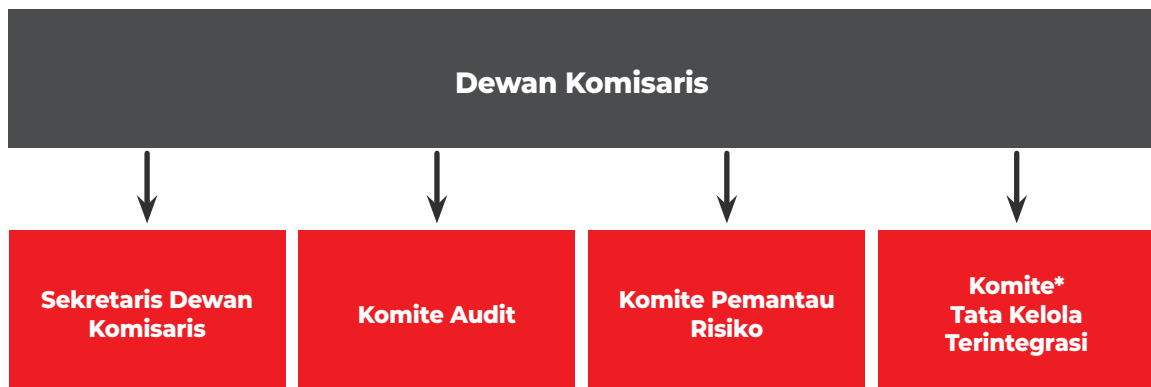 Dewan Komisaris
Sekretaris Dewan
Komisaris
Komite Audit
Komite Pemantau
Risiko
Komite*
Tata Kelola
Terintegrasi